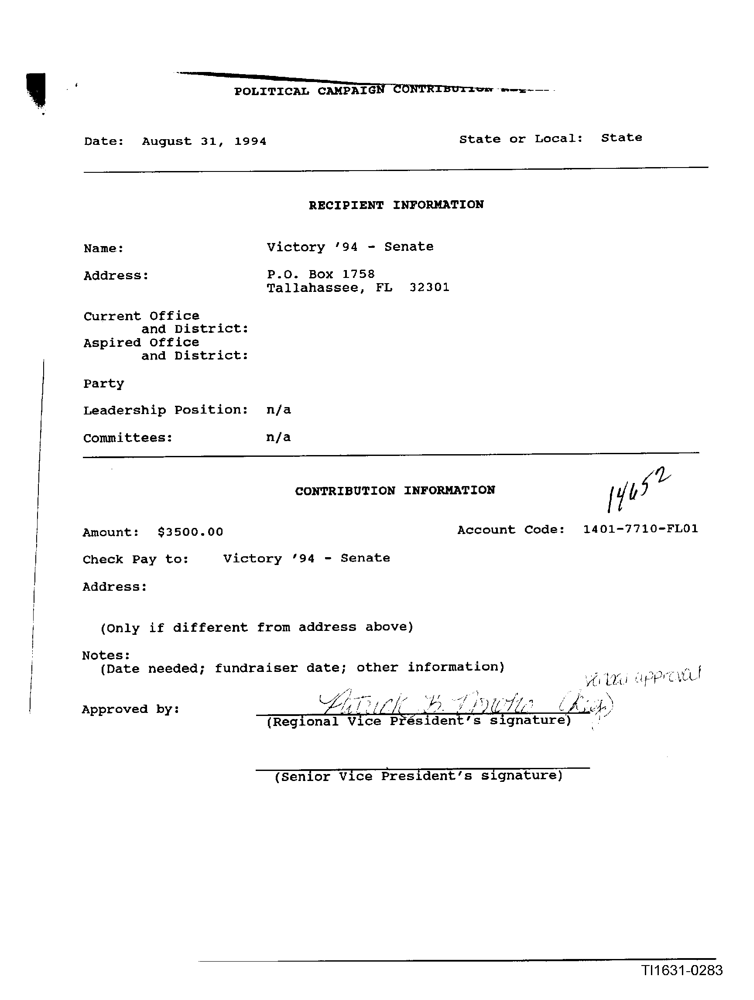 POLITICAL CAMPAIGN CONTRIBUTION
Date: August 31, 1994 State or Local: State
RECIPIENT INFORMATION
Name: Victory '94 - Senate
Address: P.O. Box 1758
Tallahassee, FL 32301
Current Office
and District:
Aspired Office
and District:
Party
Leadership Position: n/a
Committees: n/a
14652
CONTRIBUTION INFORMATION
Amount: $3500.00 Account Code: 1401-7710-FL01
Check Pay to: Victory '94 - Senate
Address:
(Only if different from address above)
Notes:
(Date needed; fundraiser date; other information)
approval
Approved by: Patrick B.
(Regional Vice President's signature)
(Senior Vice President's signature)
TI1631-0283